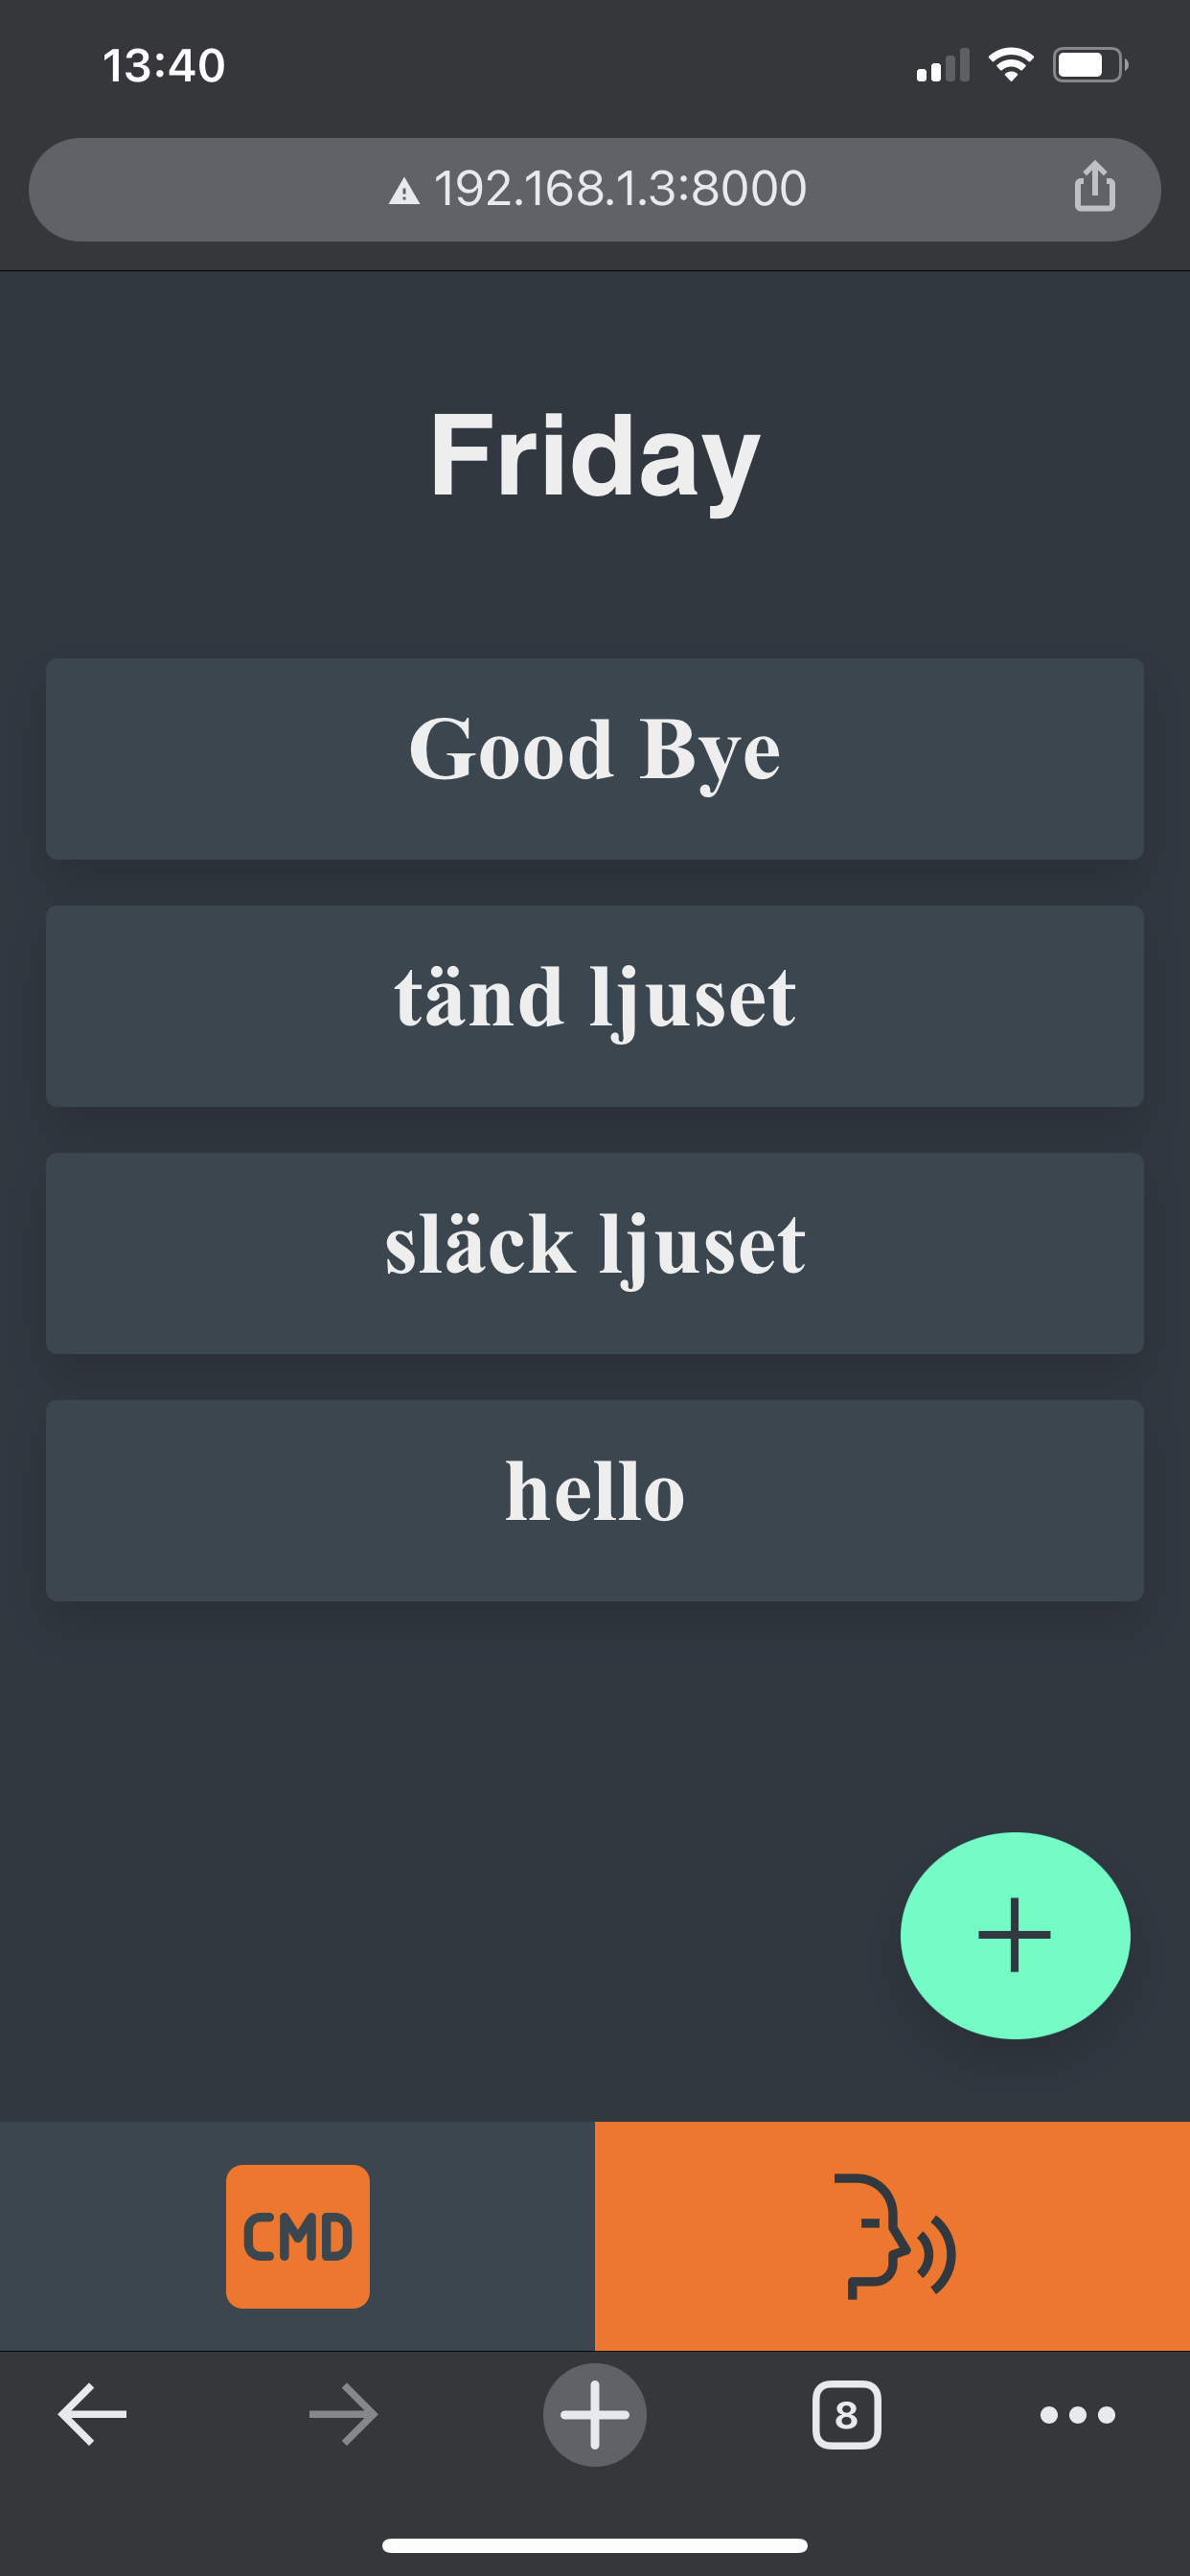 13:40
192.168.1.3:8000
Friday
Good Bye
tänd ljuset
släck ljuset
hello
CMD
8